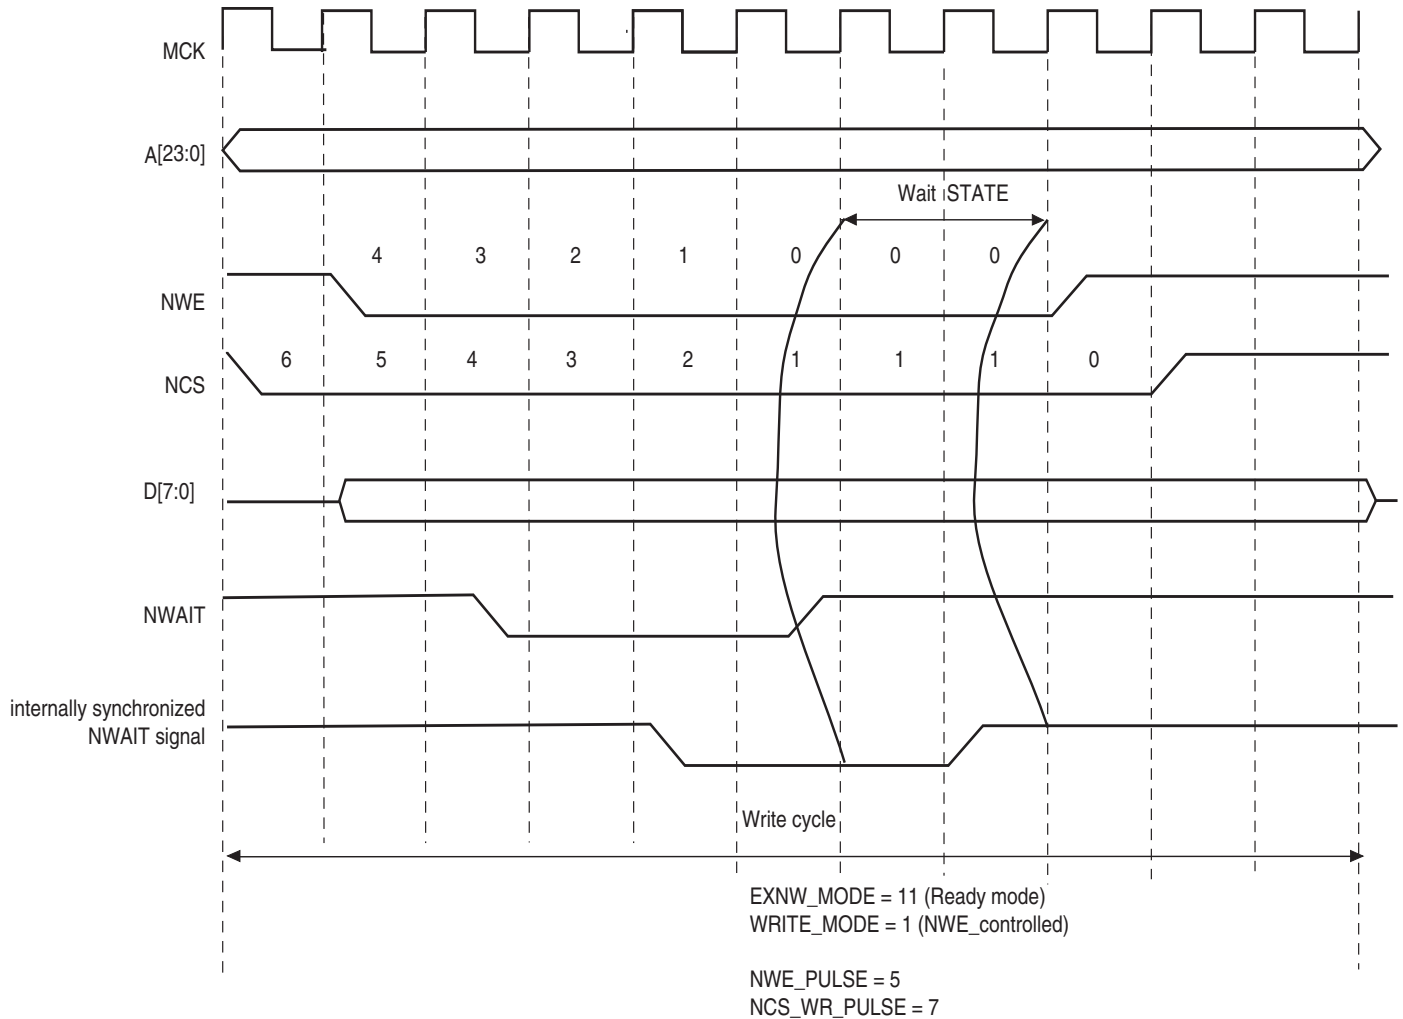 MCK
A[23:0]
Wait STATE
4 3 2 1 0 0 0
NWE
6 5 4 3 2 1 1 1 0
NCS
D[7:0]
NWAIT
internally synchronized
NWAIT signal
Write cycle
EXNW_MODE = 11 (Ready mode)
WRITE_MODE = 1 (NWE_controlled)
NWE_PULSE = 5
NCS_WR_PULSE = 7